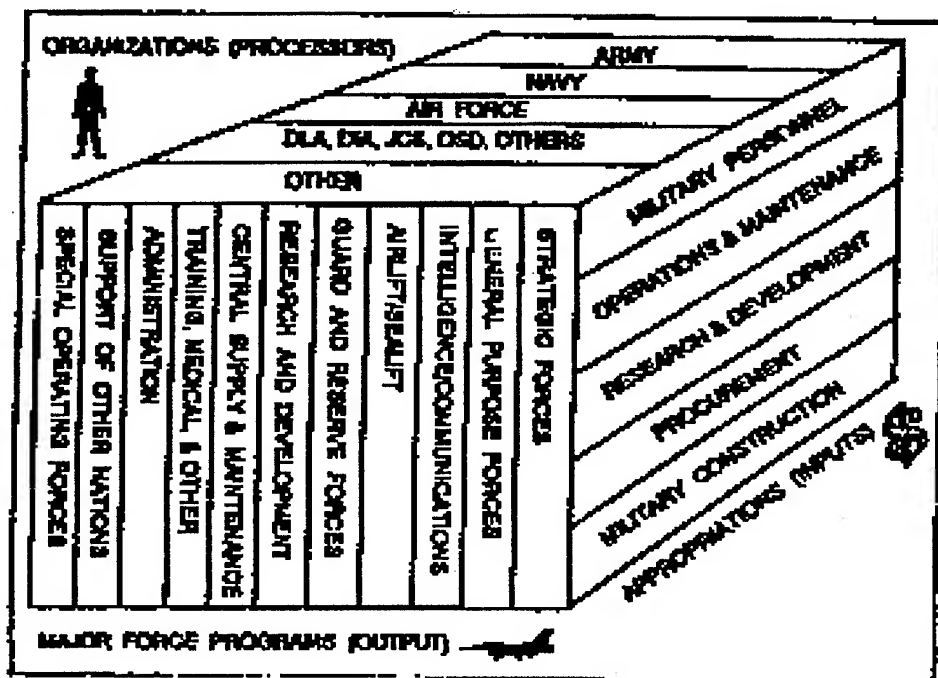 ORGANIZATIONS (PROCESSORS)
ARMY
NAVY
AIR FORCE
DLA, DIA, JCS, OSD, OTHERS
OTHER
MILITARY PERSONNEL
OPERATIONS & MAINTENANCE
RESEARCH & DEVELOPMENT
PROCUREMENT
MILITARY CONSTRUCTION
APPROPRIATIONS (INPUTS)
SPECIAL OPERATING FORCES
SUPPORT OF OTHER NATIONS
ADMINISTRATION
TRAINING, MEDICAL, & OTHER
CENTRAL SUPPLY & MAINTENANCE
RESEARCH AND DEVELOPMENT
GUARD AND RESERVE FORCES
AIRLIFT/SEALIFT
INTELLIGENCE/COMMUNICATIONS
GENERAL PURPOSE FORCES
STRATEGIC FORCES
MAJOR FORCE PROGRAMS (OUTPUT)